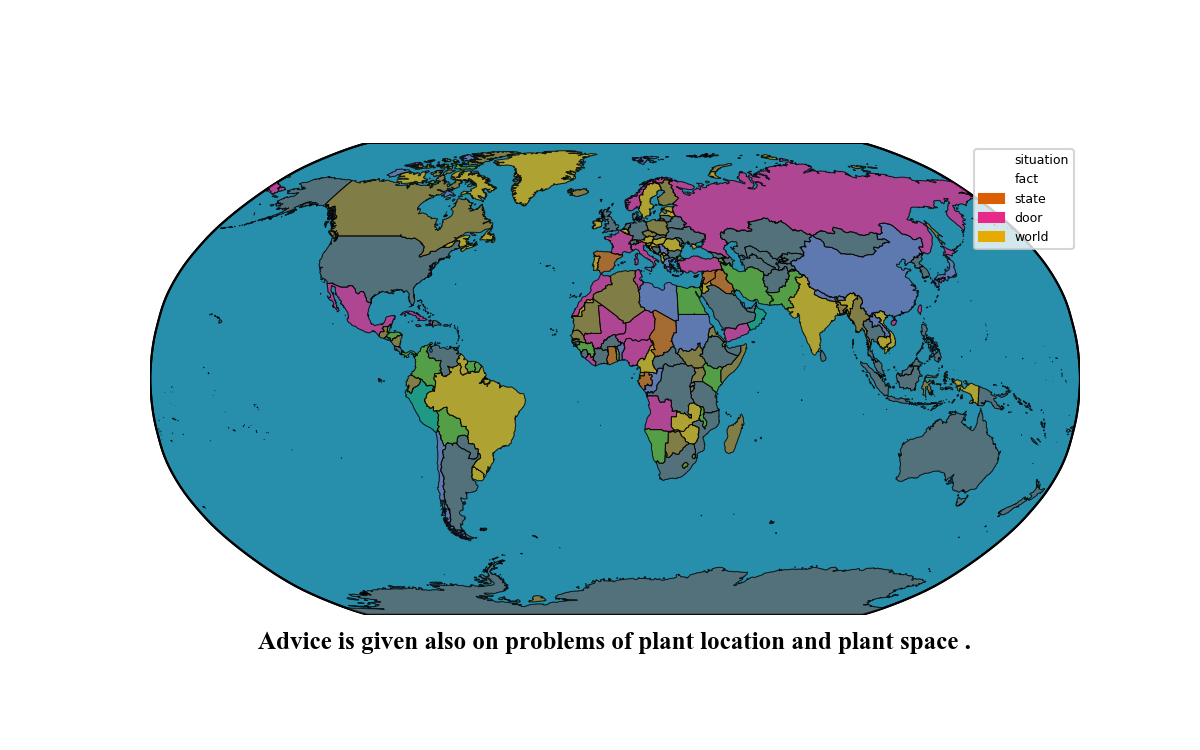 situation
fact
state
door
world
Advice is given also on problems of plant location and plant space .